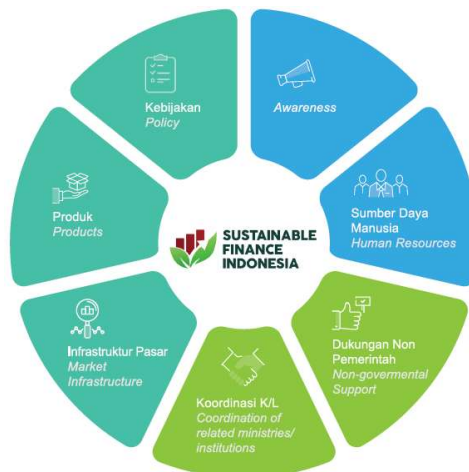 Kebijakan
Policy
Awareness
Produk
Products
Sumber Daya
Manusia
Human Resources
SUSTAINABLE
FINANCE
INDONESIA
Infrastruktur Pasar
Market
Infrastructure
Dukungan Non
Pemerintah
Non-govermental
Support
Koordinasi K/L
Coordination of
related ministries/
institutions